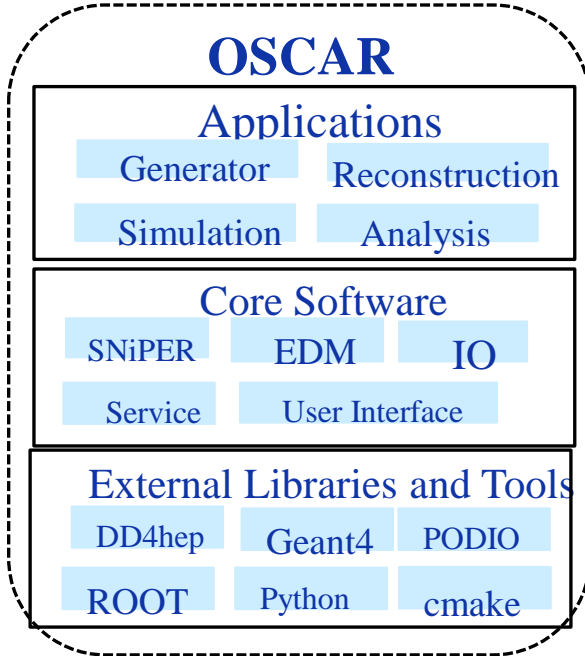 OSCAR
Applications
Generator Reconstruction
Simulation Analysis
Core Software
SNiPER EDM IO
Service User Interface
External Libraries and Tools
DD4hep Geant4 PODIO
ROOT Python cmake